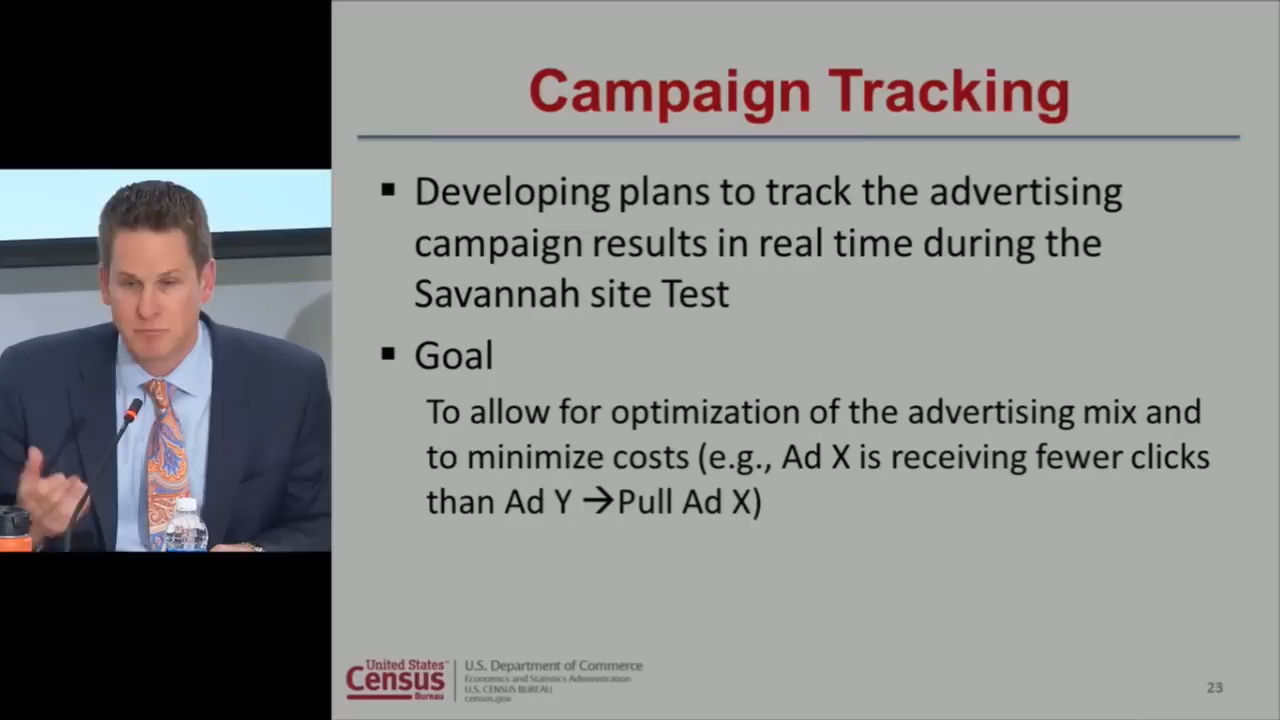 Campaign Tracking
▪ Developing plans to track the advertising
campaign results in real time during the
Savannah site Test
▪ Goal
To allow for optimization of the advertising mix and
to minimize costs (e.g., Ad X is receiving fewer clicks
than Ad Y →Pull Ad X)
United States™
Census
Bureau
U.S. Department of Commerce
Economics and Statistics Administration
U.S. CENSUS BUREAU
census.gov
23